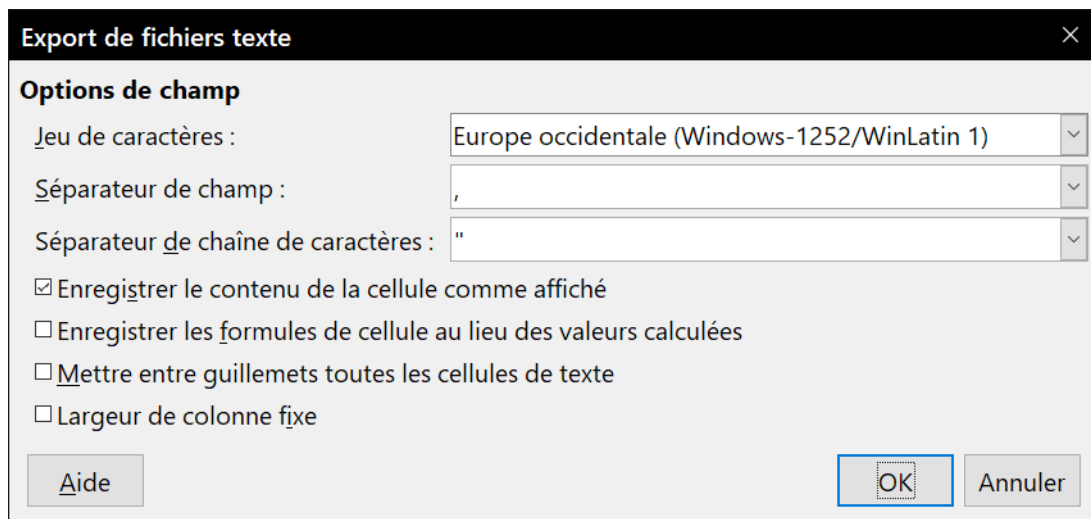 Export de fichiers texte
Options de champ
Jeu de caractères : Europe occidentale (Windows-1252/WinLatin 1)
Séparateur de champ : ,
Séparateur de chaîne de caractères : "
Enregistrer le contenu de la cellule comme affiché
Enregistrer les formules de cellule au lieu des valeurs calculées
Mettre entre guillemets toutes les cellules de texte
Largeur de colonne fixe
Aide OK Annuler